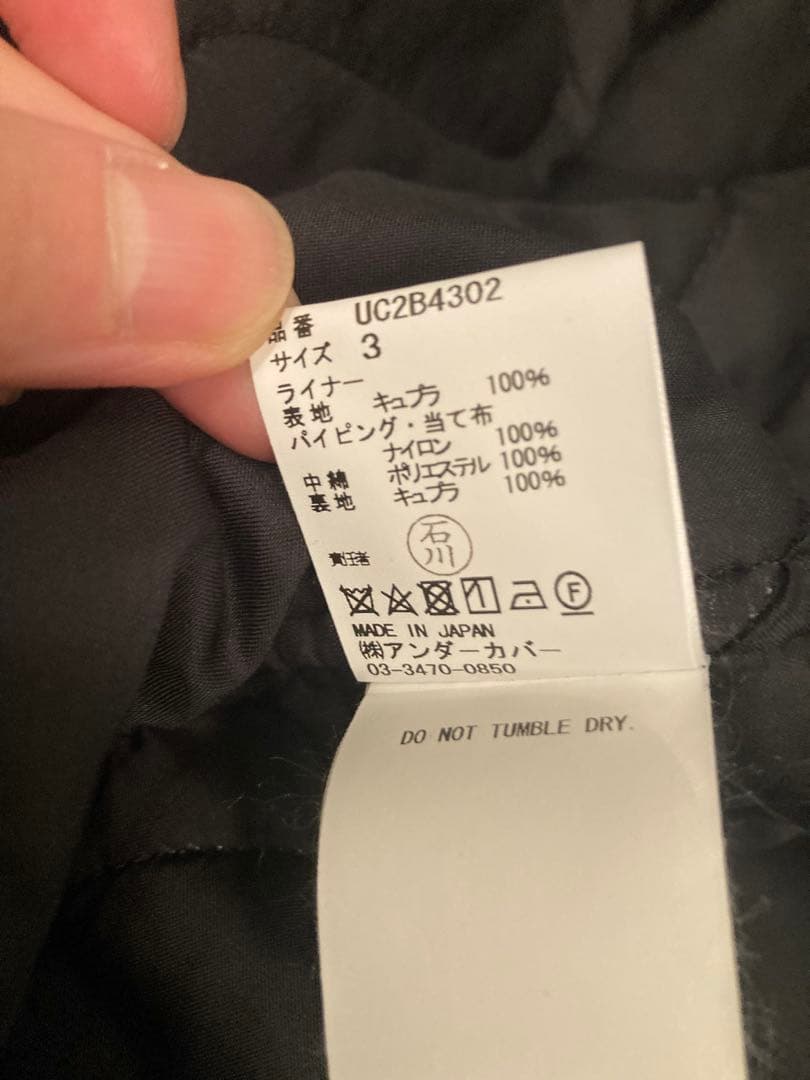 品番 UC2B4302
サイズ 3
ライナー
表地 キュプラ 100%
パイピング・当て布
ナイロン 100%
中綿 ポリエステル 100%
裏地 キュプラ 100%
責任者 石川
MADE IN JAPAN
㈱アンダーカバー
03-3470-0850
DO NOT TUMBLE DRY.